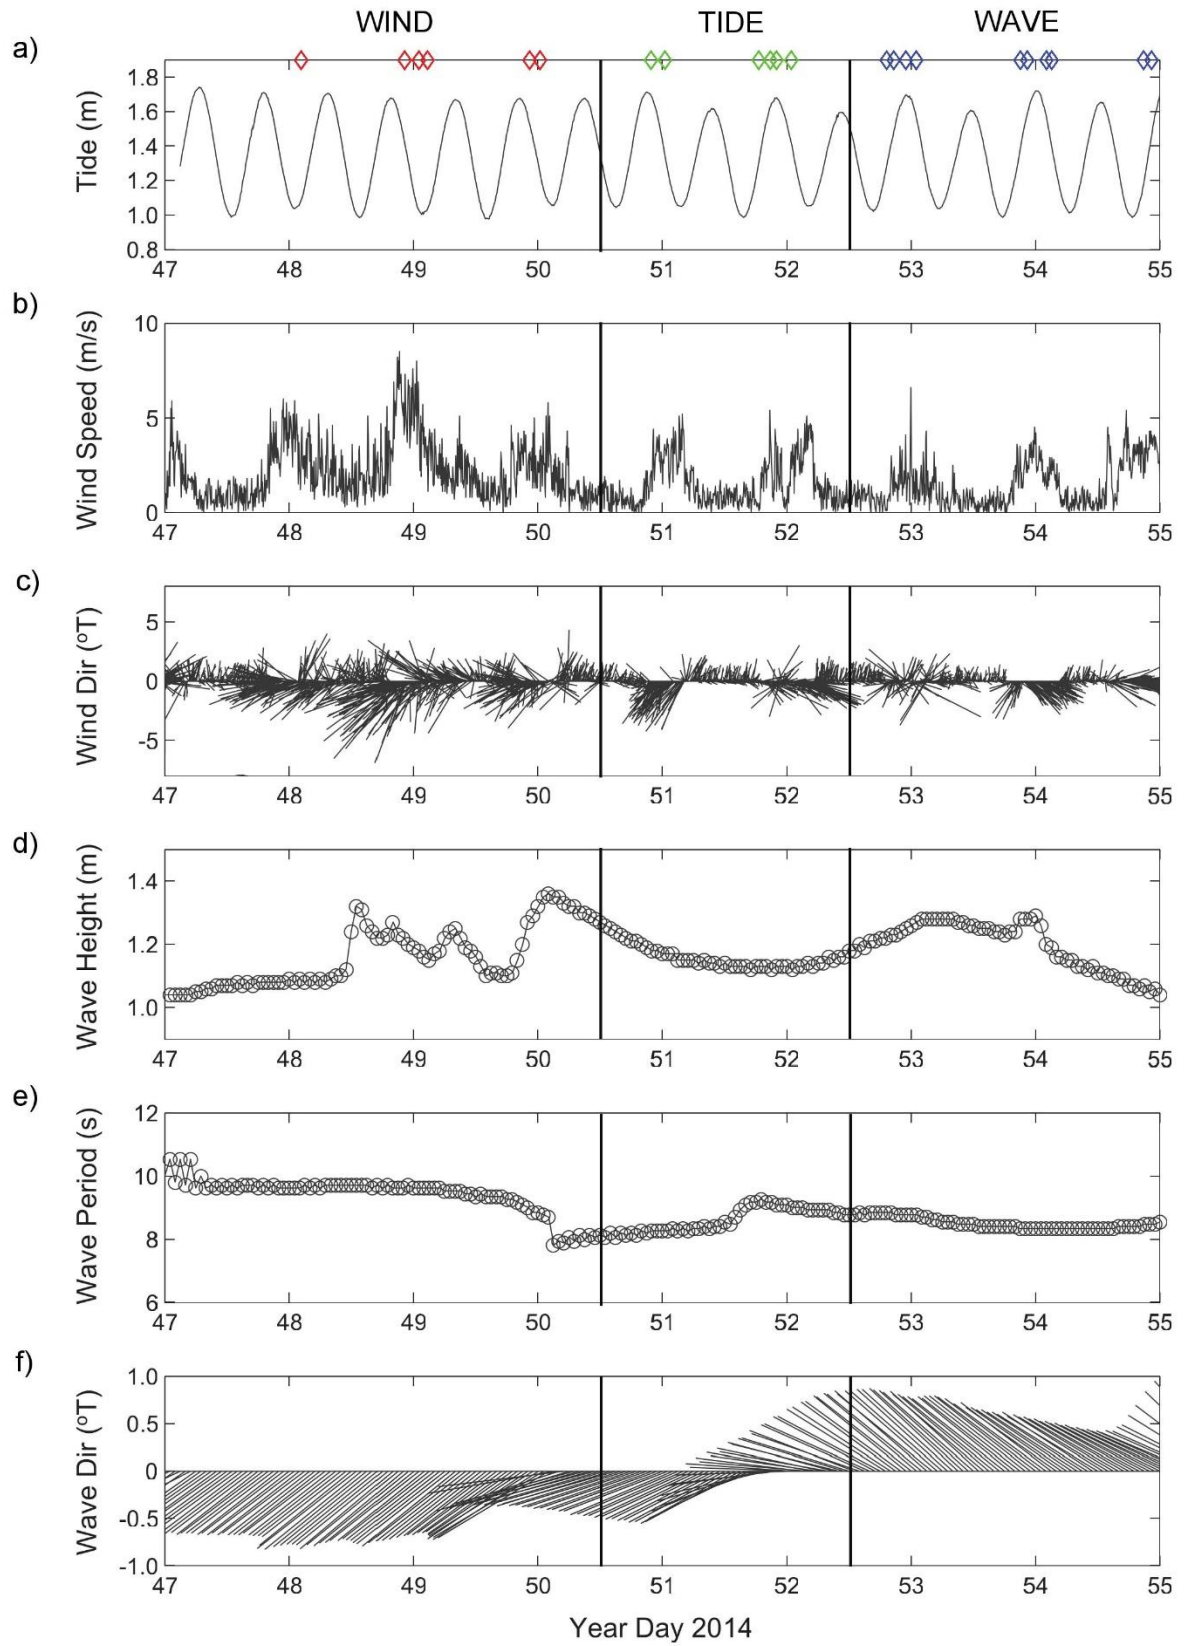 WIND TIDE WAVE
a)
Tide (m)
1.8
1.6
1.4
1.2
1.0
0.8
47 48 49 50 51 52 53 54 55
b)
Wind Speed (m/s)
10
5
0
47 48 49 50 51 52 53 54 55
c)
Wind Dir (°T)
5
0
-5
47 48 49 50 51 52 53 54 55
d)
Wave Height (m)
1.4
1.2
1.0
47 48 49 50 51 52 53 54 55
e)
Wave Period (s)
12
10
8
6
47 48 49 50 51 52 53 54 55
f)
Wave Dir (°T)
1.0
0.5
0
-0.5
-1.0
47 48 49 50 51 52 53 54 55
Year Day 2014